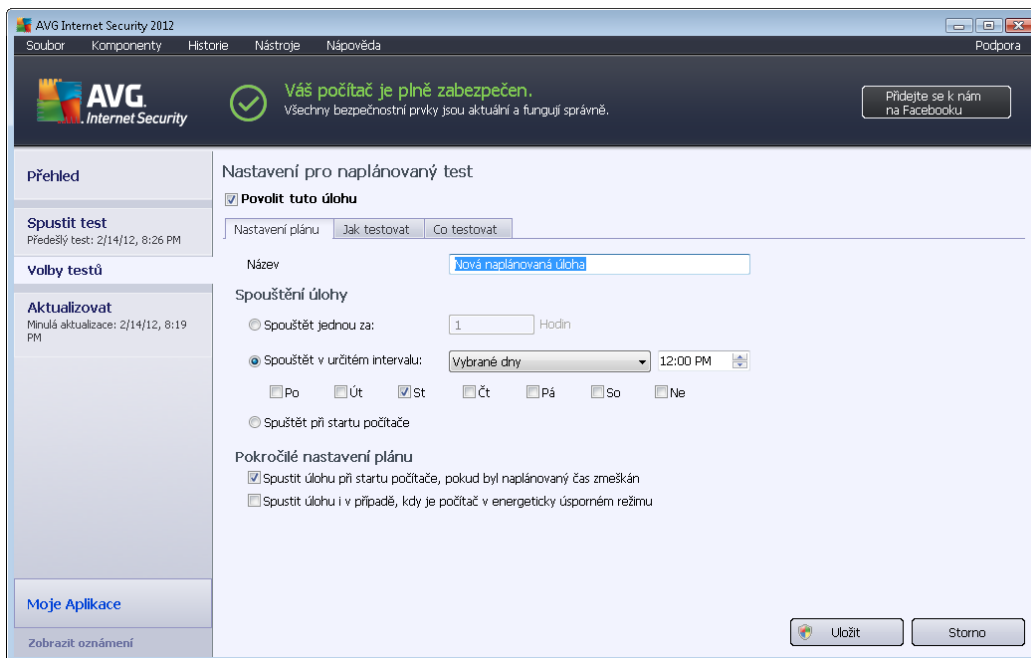 AVG Internet Security 2012
Soubor Komponenty Historie Nástroje Nápověda Podpora
AVG.
Internet Security
Váš počítač je plně zabezpečen.
Všechny bezpečnostní prvky jsou aktuální a fungují správně.
Přidejte se k nám
na Facebooku
Přehled
Spustit test
Předešlý test: 2/14/12, 8:26 PM
Volby testů
Aktualizovat
Minulá aktualizace: 2/14/12, 8:19
PM
Moje Aplikace
Zobrazit oznámení
Nastavení pro naplánovaný test
Povolit tuto úlohu
Nastavení plánu Jak testovat Co testovat
Název Nová naplánovaná úloha
Spouštění úlohy
Spouštět jednou za: 1 Hodin
Spouštět v určitém intervalu: Vybrané dny 12:00 PM
Po Út St Čt Pá So Ne
Spuštět při startu počítače
Pokročilé nastavení plánu
Spustit úlohu při startu počítače, pokud byl naplánovaný čas zmeškán
Spustit úlohu i v případě, kdy je počítač v energeticky úsporném režimu
Uložit Storno